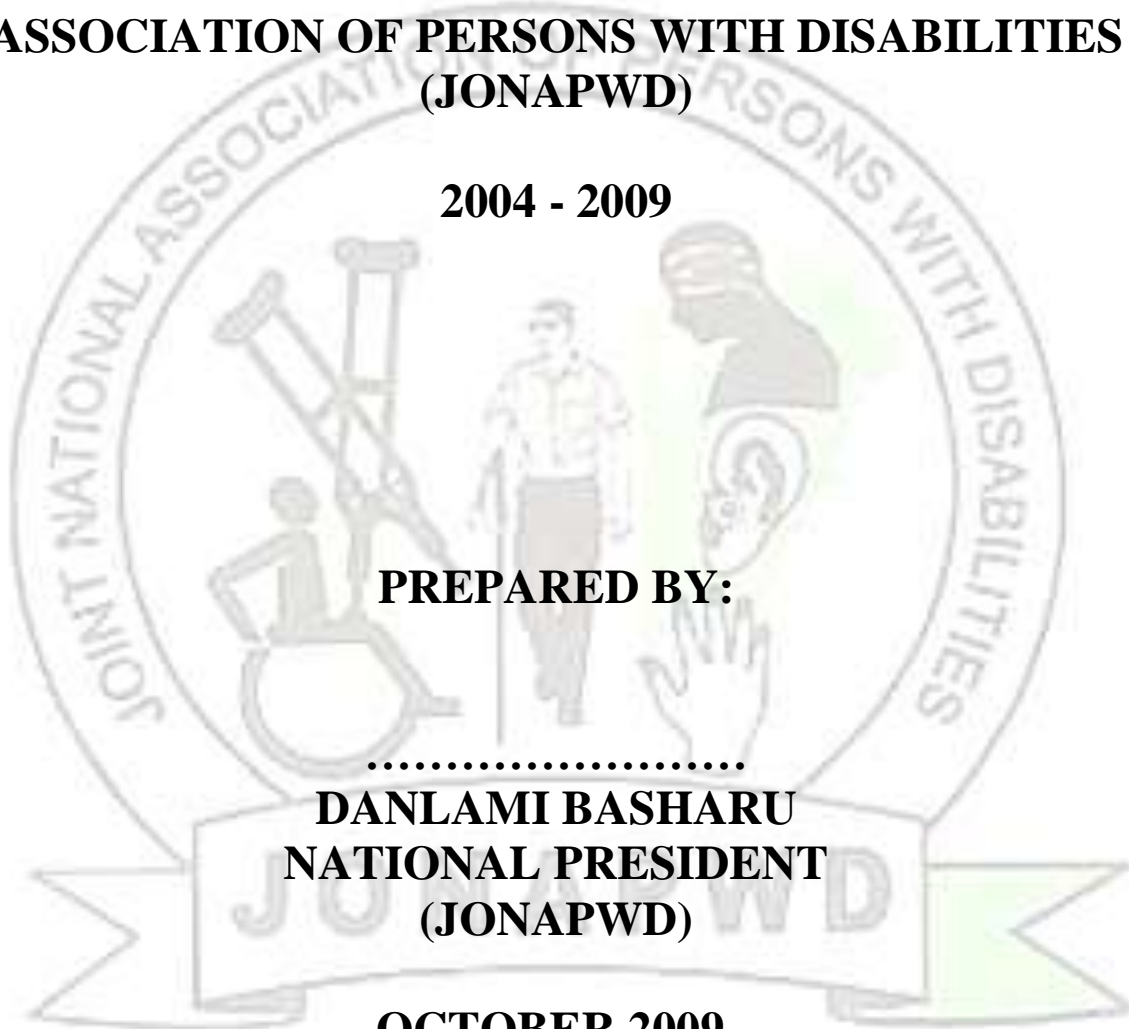 ASSOCIATION OF PERSONS WITH DISABILITIES
(JONAPWD)
2004 - 2009
JOINT NATIONAL ASSOCIATION OF PERSONS WITH DISABILITIES
PREPARED BY:
........................
DANLAMI BASHARU
NATIONAL PRESIDENT
(JONAPWD)
JONAPWD
OCTOBER 2009